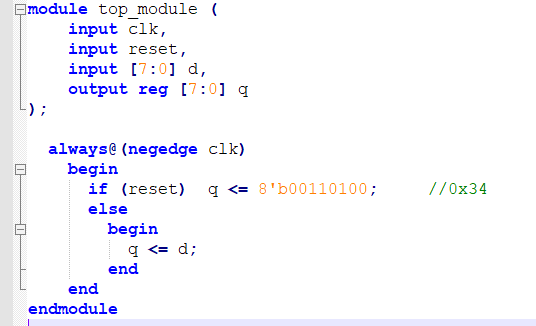 module top_module (
    input clk,
    input reset,
    input [7:0] d,
    output reg [7:0] q
);
  always@(negedge clk)
    begin
      if (reset)  q <= 8'b00110100;     //0x34
      else
        begin
          q <= d;
        end
    end
endmodule